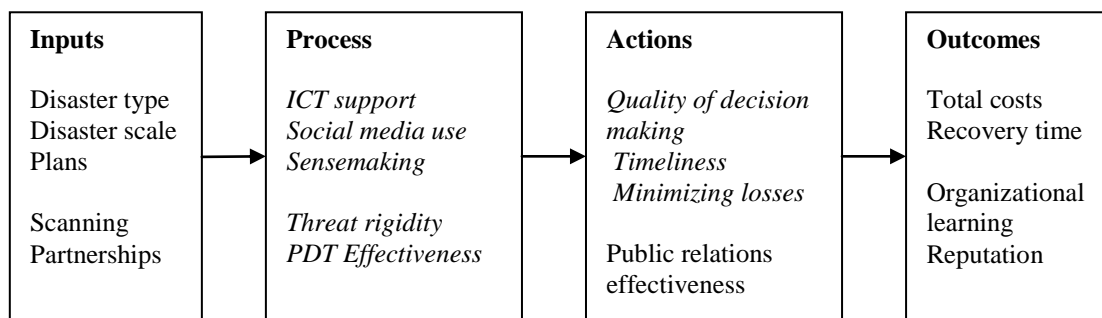 Inputs
Disaster type
Disaster scale
Plans
Scanning
Partnerships
Process
ICT support
Social media use
Sensemaking
Threat rigidity
PDT Effectiveness
Actions
Quality of decision
making
Timeliness
Minimizing losses
Public relations
effectiveness
Outcomes
Total costs
Recovery time
Organizational
learning
Reputation